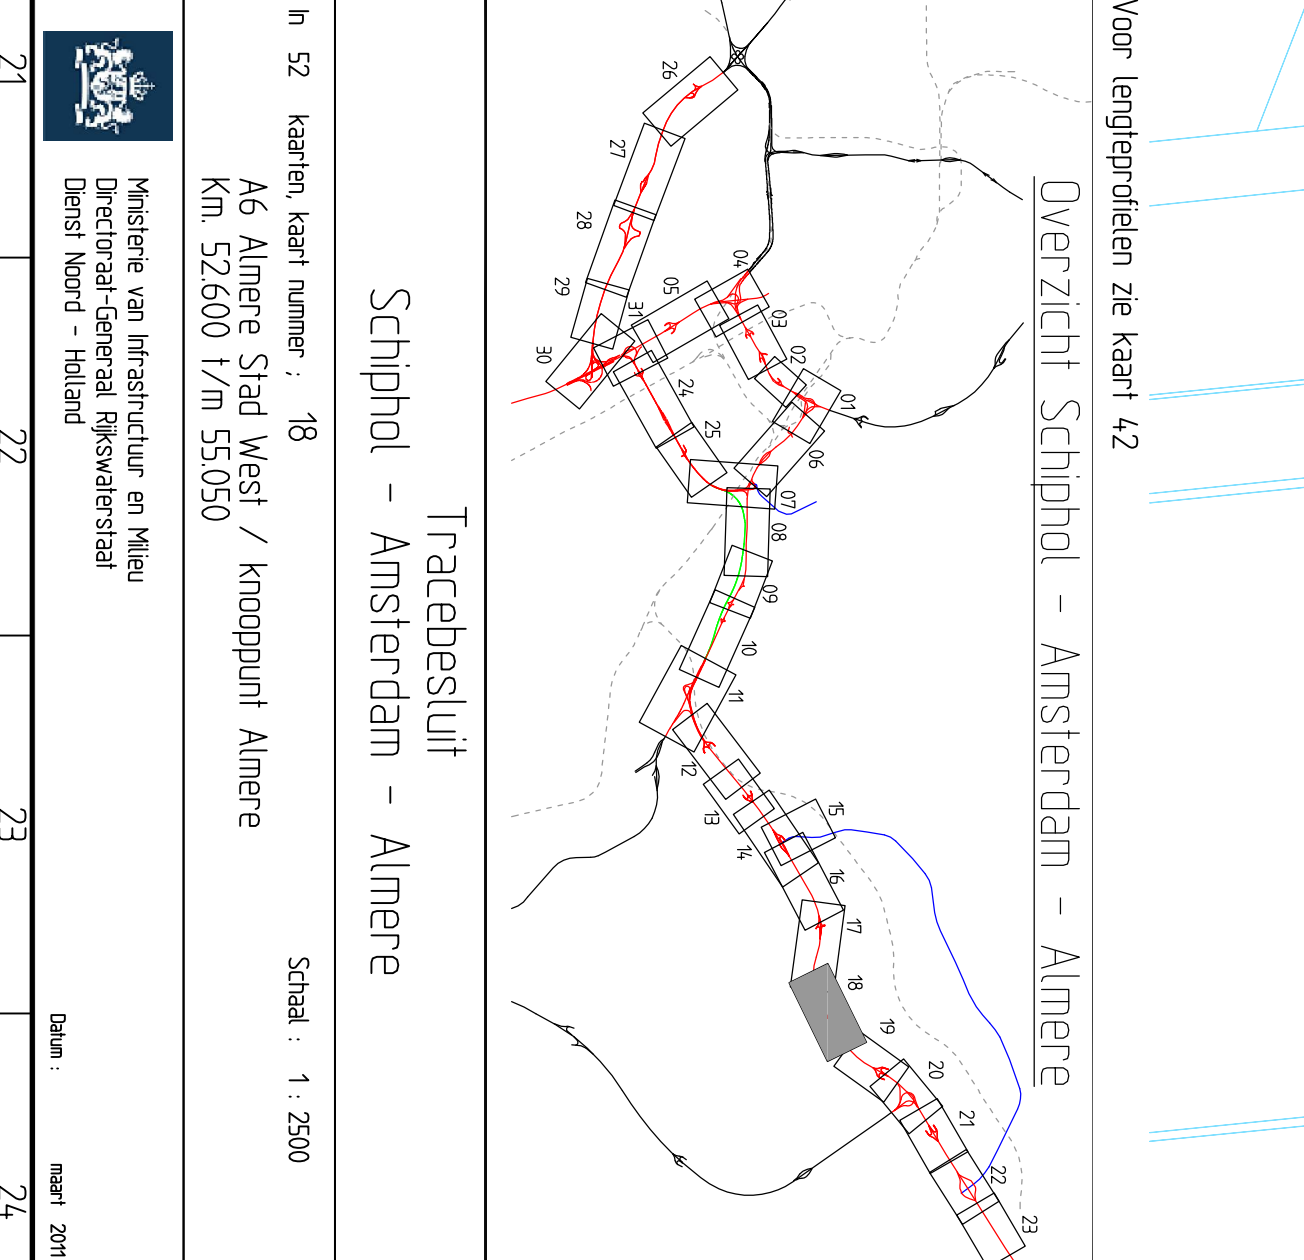 Voor lengteprofielen zie kaart 42
Overzicht Schiphol - Amsterdam - Almere
26
27
28
29
30
31
05
04
03
02
01
06
24
25
07
08
09
10
11
12
13
14
15
16
17
18
19
20
21
22
23
Tracebesluit
Schiphol - Amsterdam - Almere
In 52 kaarten, kaart nummer ; 18 Schaal : 1 : 2500
A6 Almere Stad West / knooppunt Almere
Km. 52.600 t/m 55.050
Ministerie van Infrastructuur en Milieu
Directoraat-Generaal Rijkswaterstaat
Dienst Noord - Holland
Datum : maart 2011
21 22 23 24